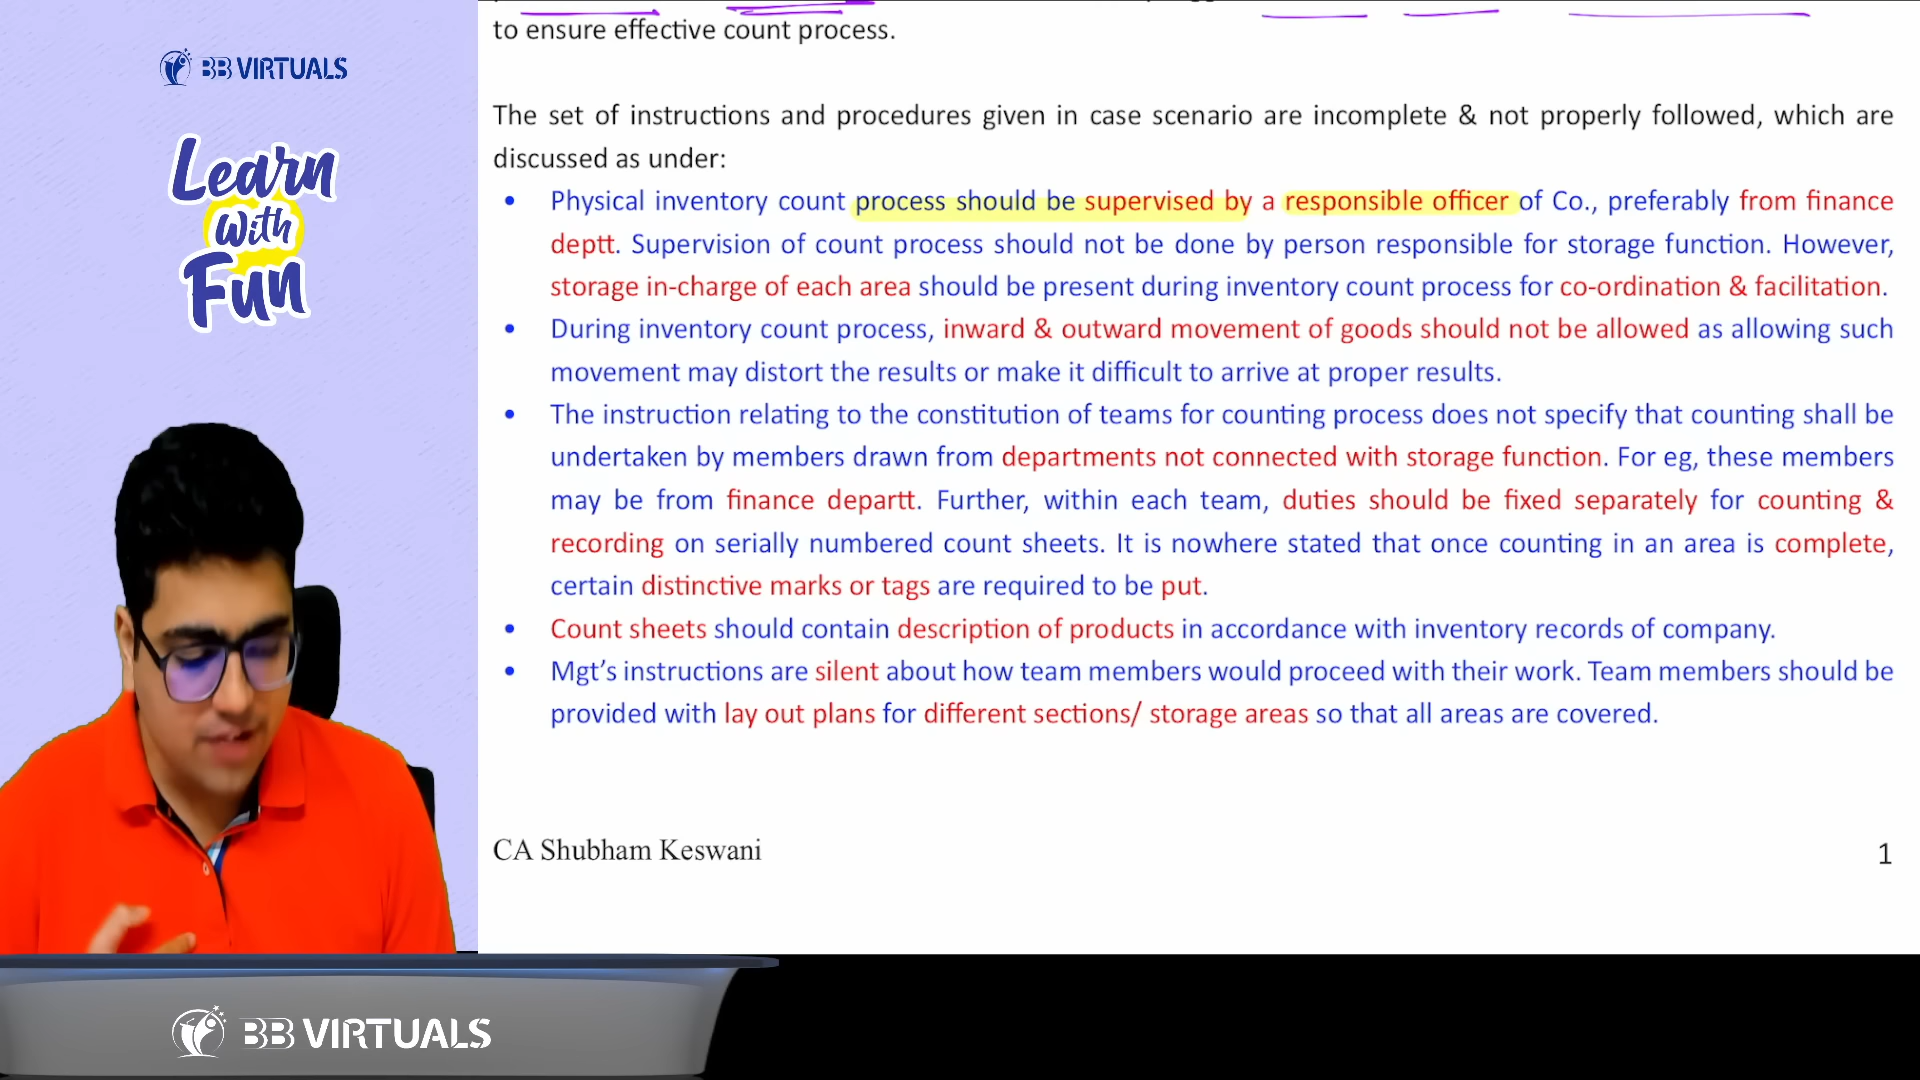 BB VIRTUALS
Learn
With
Fun
to ensure effective count process.
The set of instructions and procedures given in case scenario are incomplete & not properly followed, which are
discussed as under:
• Physical inventory count process should be supervised by a responsible officer of Co., preferably from finance
deptt. Supervision of count process should not be done by person responsible for storage function. However,
storage in-charge of each area should be present during inventory count process for co-ordination & facilitation.
• During inventory count process, inward & outward movement of goods should not be allowed as allowing such
movement may distort the results or make it difficult to arrive at proper results.
• The instruction relating to the constitution of teams for counting process does not specify that counting shall be
undertaken by members drawn from departments not connected with storage function. For eg, these members
may be from finance departt. Further, within each team, duties should be fixed separately for counting &
recording on serially numbered count sheets. It is nowhere stated that once counting in an area is complete,
certain distinctive marks or tags are required to be put.
• Count sheets should contain description of products in accordance with inventory records of company.
• Mgt’s instructions are silent about how team members would proceed with their work. Team members should be
provided with lay out plans for different sections/ storage areas so that all areas are covered.
CA Shubham Keswani
1
BB VIRTUALS